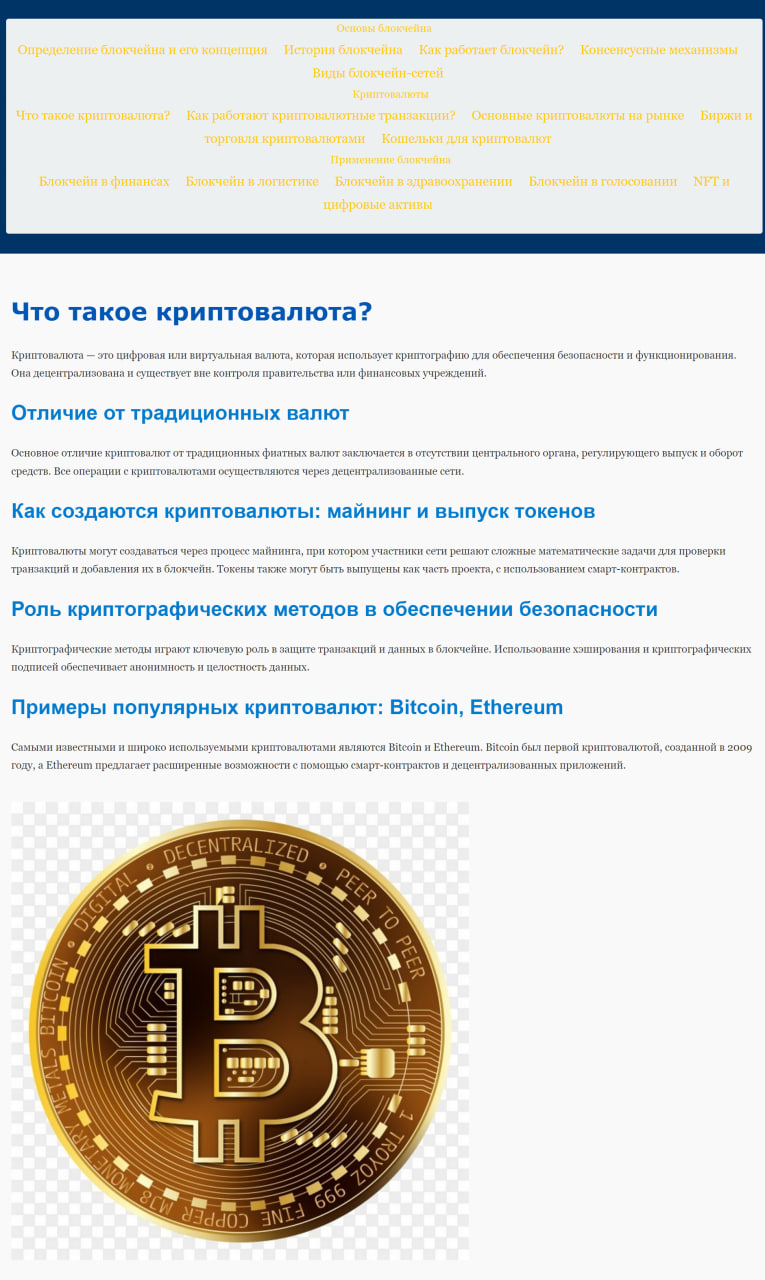 Основы блокчейна
Определение блокчейна и его концепция История блокчейна Как работает блокчейн? Консенсусные механизмы
Виды блокчейн-сетей
Криптовалюты
Что такое криптовалюта? Как работают криптовалютные транзакции? Основные криптовалюты на рынке Биржи и
торговля криптовалютами Кошельки для криптовалют
Применение блокчейна
Блокчейн в финансах Блокчейн в логистике Блокчейн в здравоохранении Блокчейн в голосовании NFT и
цифровые активы
Что такое криптовалюта?
Криптовалюта — это цифровая или виртуальная валюта, которая использует криптографию для обеспечения безопасности и функционирования.
Она децентрализована и существует вне контроля правительства или финансовых учреждений.
Отличие от традиционных валют
Основное отличие криптовалют от традиционных фиатных валют заключается в отсутствии центрального органа, регулирующего выпуск и оборот
средств. Все операции с криптовалютами осуществляются через децентрализованные сети.
Как создаются криптовалюты: майнинг и выпуск токенов
Криптовалюты могут создаваться через процесс майнинга, при котором участники сети решают сложные математические задачи для проверки
транзакций и добавления их в блокчейн. Токены также могут быть выпущены как часть проекта, с использованием смарт-контрактов.
Роль криптографических методов в обеспечении безопасности
Криптографические методы играют ключевую роль в защите транзакций и данных в блокчейне. Использование хэширования и криптографических
подписей обеспечивает анонимность и целостность данных.
Примеры популярных криптовалют: Bitcoin, Ethereum
Самыми известными и широко используемыми криптовалютами являются Bitcoin и Ethereum. Bitcoin был первой криптовалютой, созданной в 2009
году, а Ethereum предлагает расширенные возможности с помощью смарт-контрактов и децентрализованных приложений.
BITCOIN • DIGITAL • DECENTRALIZED • PEER TO PEER
1 TROYOZ 999 FINE COPPER MJB MONETARY METALS